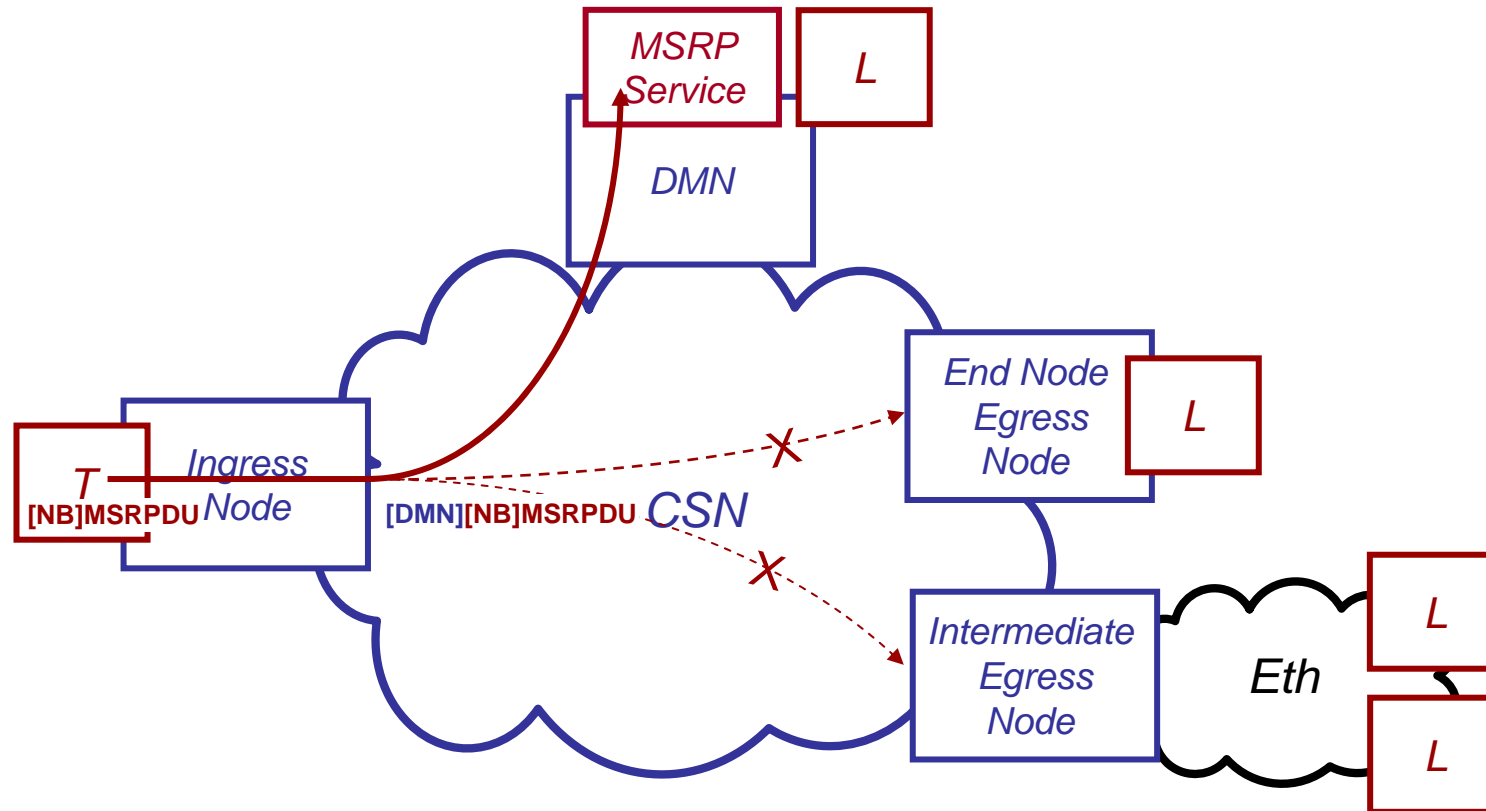 MSRP
Service
L
DMN
End Node
Egress
Node
L
X
T
Ingress
Node
[NB]MSRPDU
[DMN][NB]MSRPDU
CSN
X
Intermediate
Egress
Node
Eth
L
L